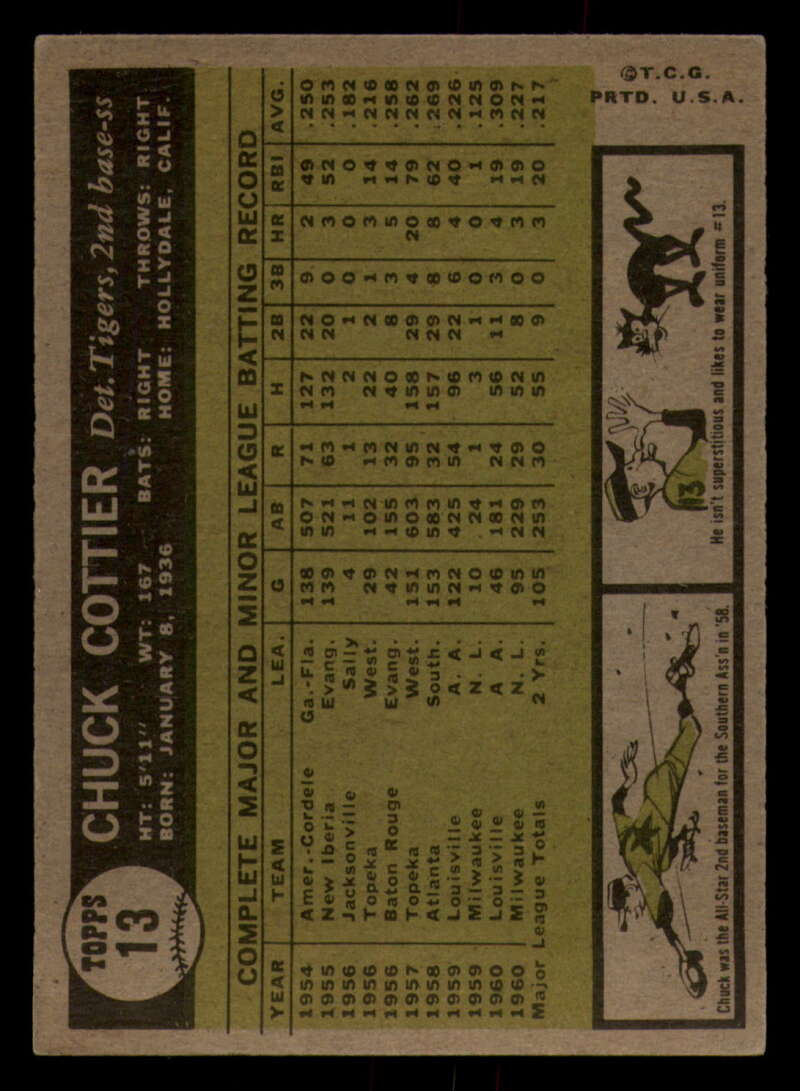 TOPPS
13
CHUCK COTTIER Det. Tigers, 2nd base-ss
HT: 5'11" WT: 167 BATS: RIGHT THROWS: RIGHT
BORN: JANUARY 8, 1936 HOME: HOLLYDALE, CALIF.
COMPLETE MAJOR AND MINOR LEAGUE BATTING RECORD
YEAR TEAM LEA. G AB R H 2B 3B HR RBI AVG.
1954 Amer.-Cordele Ga.-Fla. 138 507 71 127 22 9 2 49 .250
1955 New Iberia Evang. 139 521 63 132 20 0 3 52 .253
1956 Jacksonville Sally 4 11 1 2 1 0 0 0 .182
1956 Topeka West. 29 102 13 22 2 1 3 14 .216
1956 Baton Rouge Evang. 42 155 32 40 8 3 5 14 .258
1957 Topeka West. 151 603 95 158 29 4 20 79 .262
1958 Atlanta South. 153 583 32 157 29 8 8 62 .269
1959 Louisville A. A. 122 425 54 96 22 6 4 40 .226
1959 Milwaukee N. L. 10 24 1 3 1 0 0 1 .125
1960 Louisville A A. 46 181 24 56 11 3 4 19 .309
1960 Milwaukee N. L. 95 229 29 52 8 0 3 19 .227
Major League Totals 2 Yrs. 105 253 30 55 9 0 3 20 .217
Chuck was the All-Star 2nd baseman for the Southern Ass'n in '58.
13
He isn't superstitious and likes to wear uniform #13.
©T.C.G.
PRTD. U.S.A.